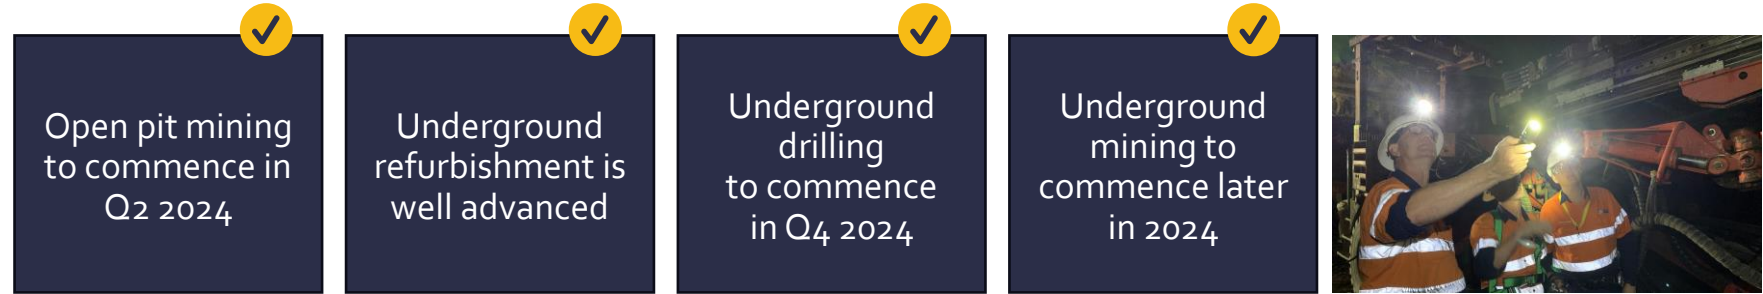 Open pit mining
to commence in
Q2 2024
Underground
refurbishment is
well advanced
Underground
drilling
to commence
in Q4 2024
Underground
mining to
commence later
in 2024